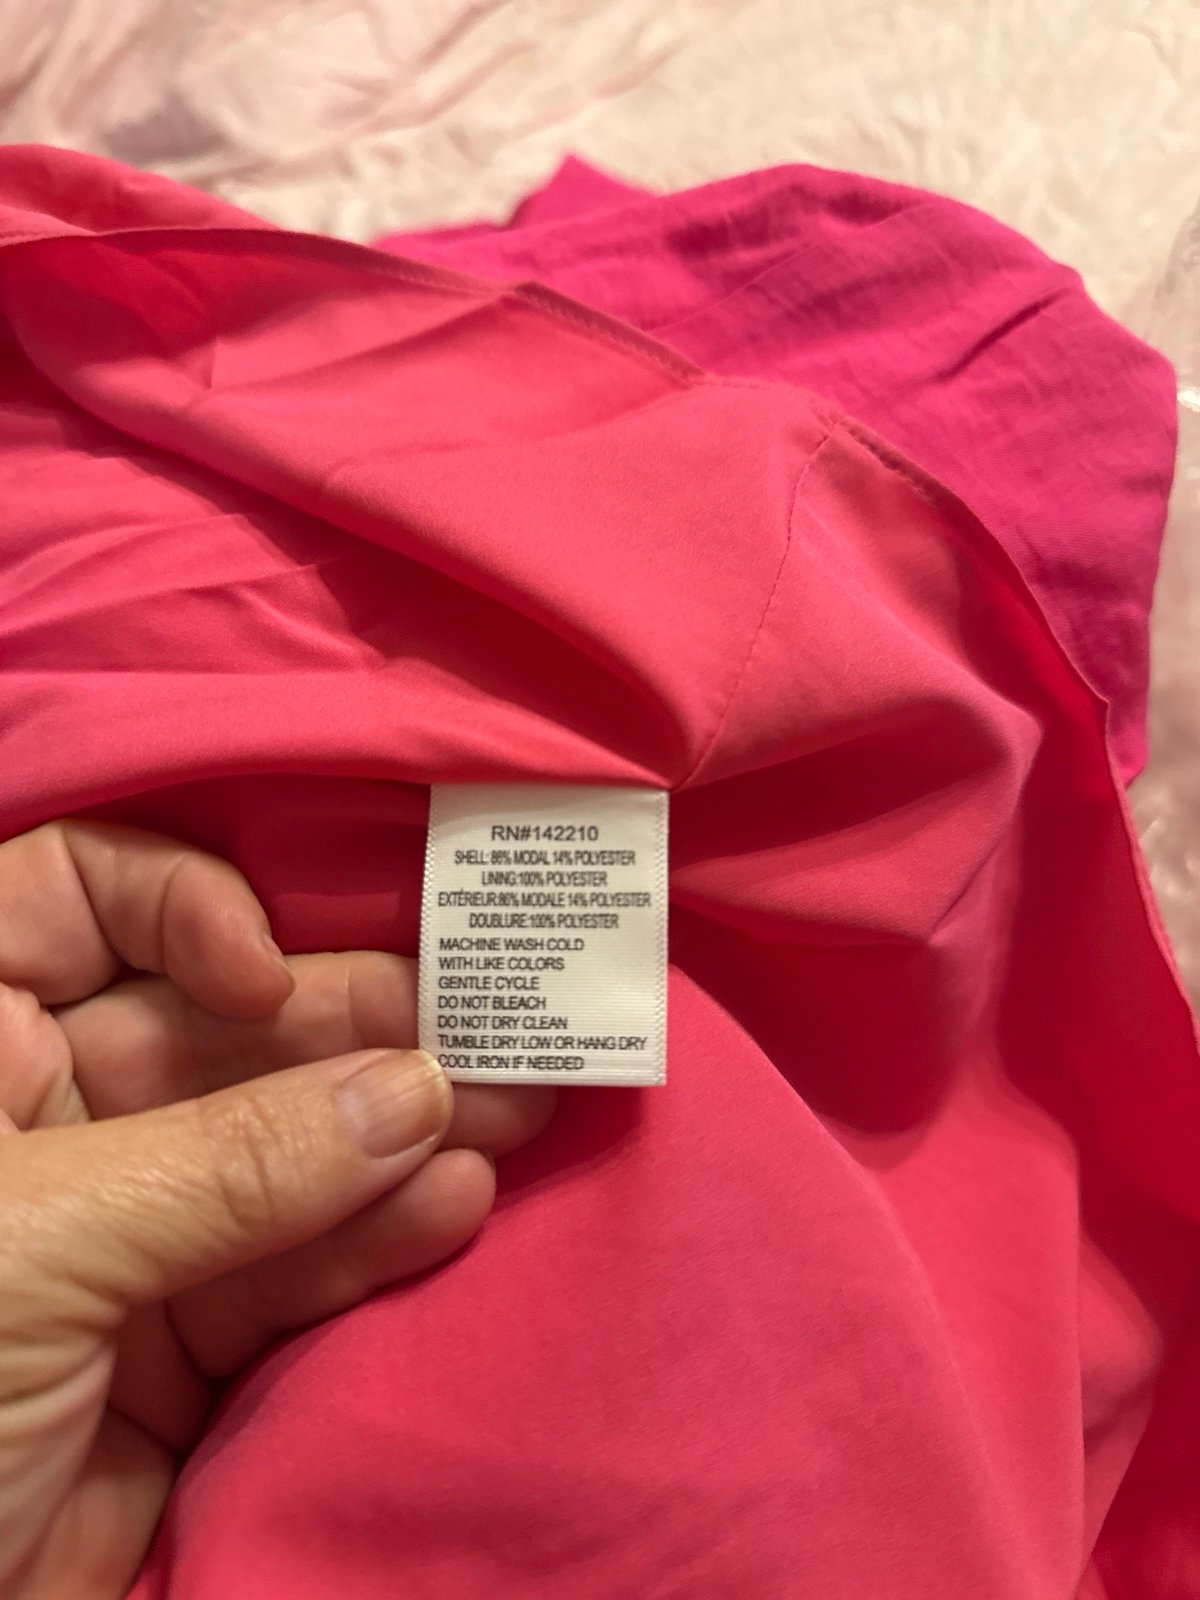 RN#142210
SHELL: 86% MODAL 14% POLYESTER
LINING:100% POLYESTER
EXTÉRIEUR:86% MODALE 14% POLYESTER
DOUBLURE:100% POLYESTER
MACHINE WASH COLD
WITH LIKE COLORS
GENTLE CYCLE
DO NOT BLEACH
DO NOT DRY CLEAN
TUMBLE DRY LOW OR HANG DRY
COOL IRON IF NEEDED